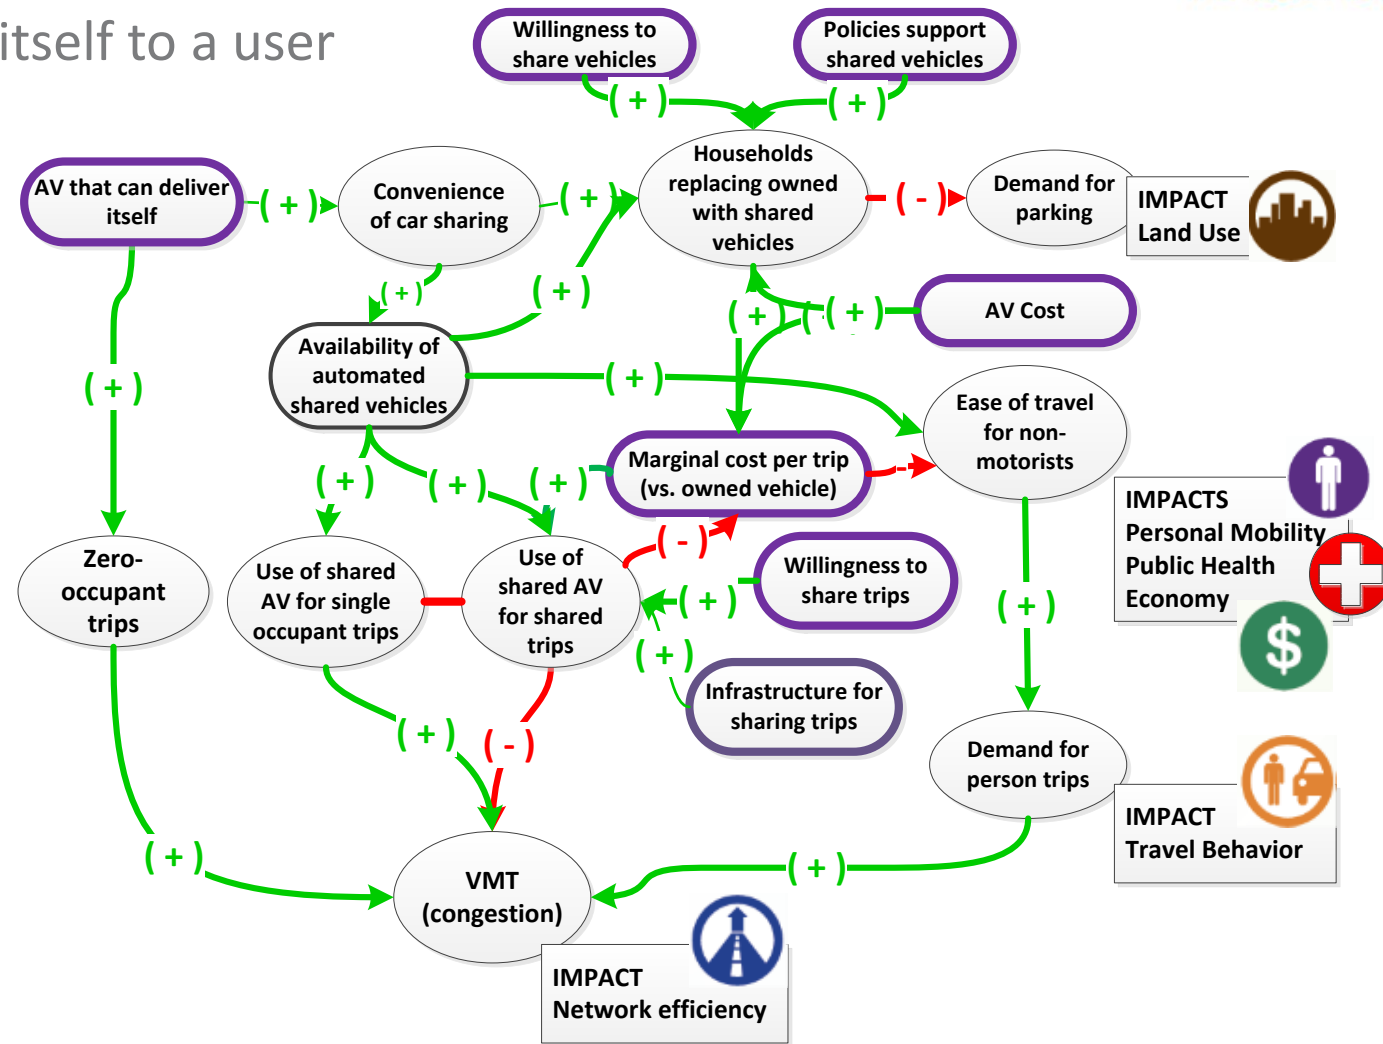 itself to a user
Willingness to
share vehicles
Policies support
shared vehicles
( + )
( + )
AV that can deliver
itself
( + )
Convenience
of car sharing
( + )
Households
replacing owned
with shared
vehicles
( - )
Demand for
parking
IMPACT
Land Use
( + )
( + )
( + )
( + )
AV Cost
Availability of
automated
shared vehicles
( + )
( + )
Ease of travel
for non-
motorists
Marginal cost per trip
(vs. owned vehicle)
-
( + )
( + )
( + )
IMPACTS
Personal Mobility
Public Health
Economy
$
Zero-
occupant
trips
Use of shared
AV for single
occupant trips
Use of
shared AV
for shared
trips
( - )
Willingness to
share trips
( + )
( + )
( + )
Infrastructure for
sharing trips
( + )
( - )
Demand for
person trips
IMPACT
Travel Behavior
( + )
( + )
VMT
(congestion)
IMPACT
Network efficiency